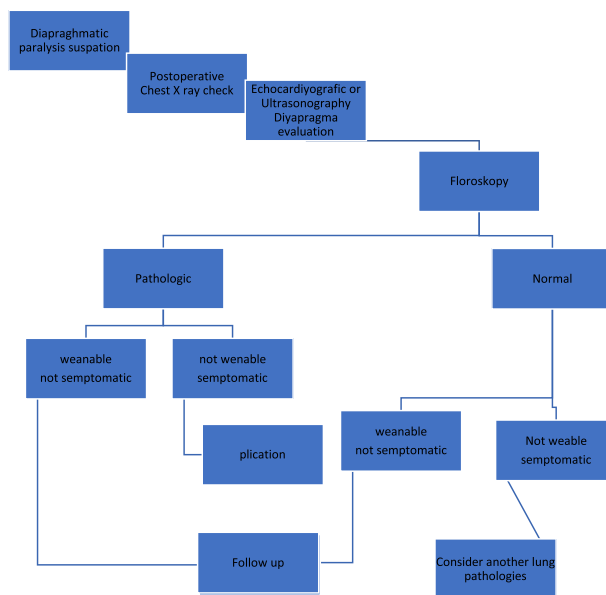 Diapraghmatic
paralysis suspation
Postoperative
Chest X ray check
Echocardiyografic or
Ultrasonography
Diyapragma
evaluation
Floroskopy
Pathologic
Normal
weanable
not semptomatic
not wenable
semptomatic
weanable
not semptomatic
Not weable
semptomatic
plication
Follow up
Consider another lung
pathologies